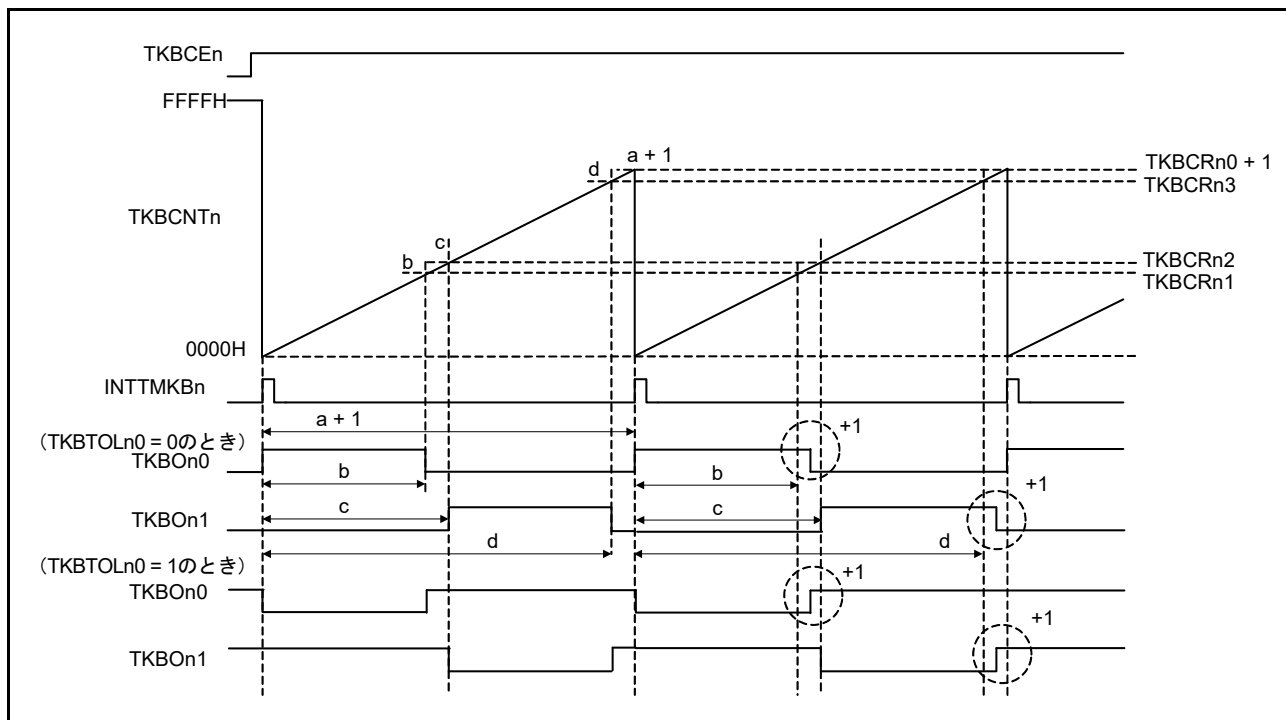 TKBCEn
FFFFH
a + 1
d
TKBCRn0 + 1
TKBCRn3
TKBCNTn
c
b
TKBCRn2
TKBCRn1
0000H
INTTMKBn
a + 1
+1
（TKBTOLn0 = 0のとき）
TKBOn0
b
b
+1
c
c
TKBOn1
d
d
（TKBTOLn0 = 1のとき）
+1
TKBOn0
+1
TKBOn1